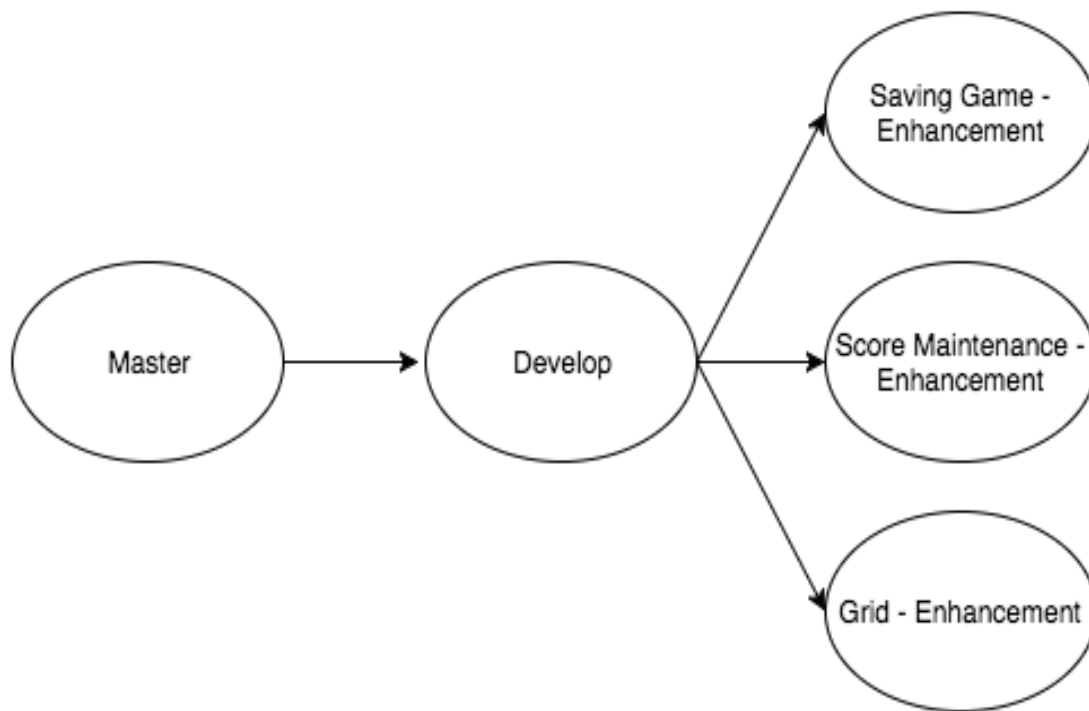 Master
Develop
Saving Game -
Enhancement
Score Maintenance -
Enhancement
Grid - Enhancement